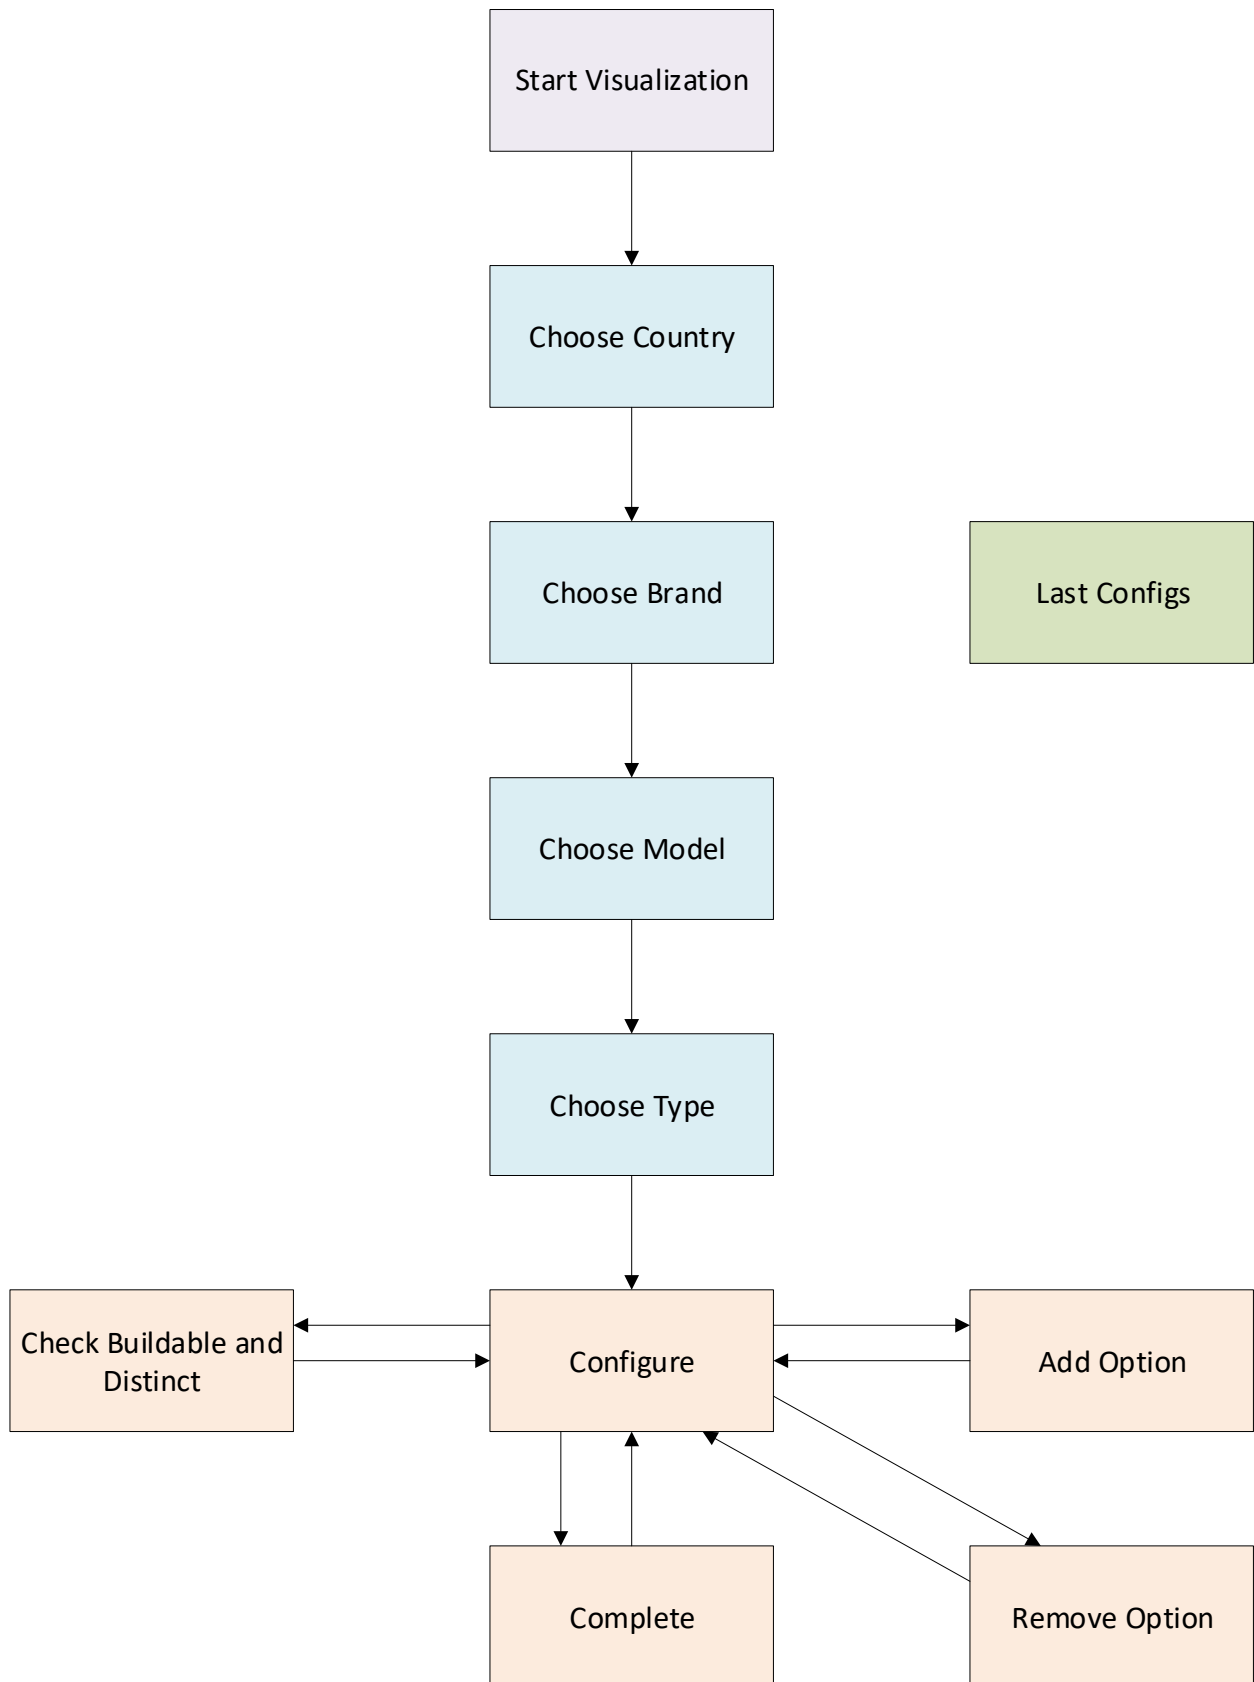 Start Visualization
Choose Country
Choose Brand
Last Configs
Choose Model
Choose Type
Check Buildable and
Distinct
Configure
Add Option
Complete
Remove Option